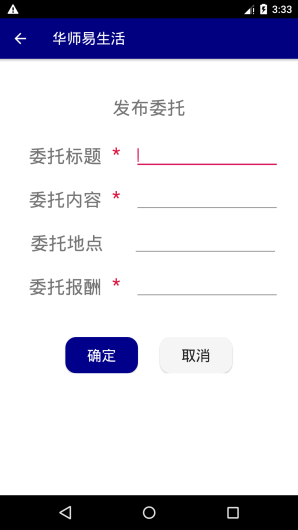 3:33
华师易生活
发布委托
委托标题 *
委托内容 *
委托地点
委托报酬 *
确定 取消